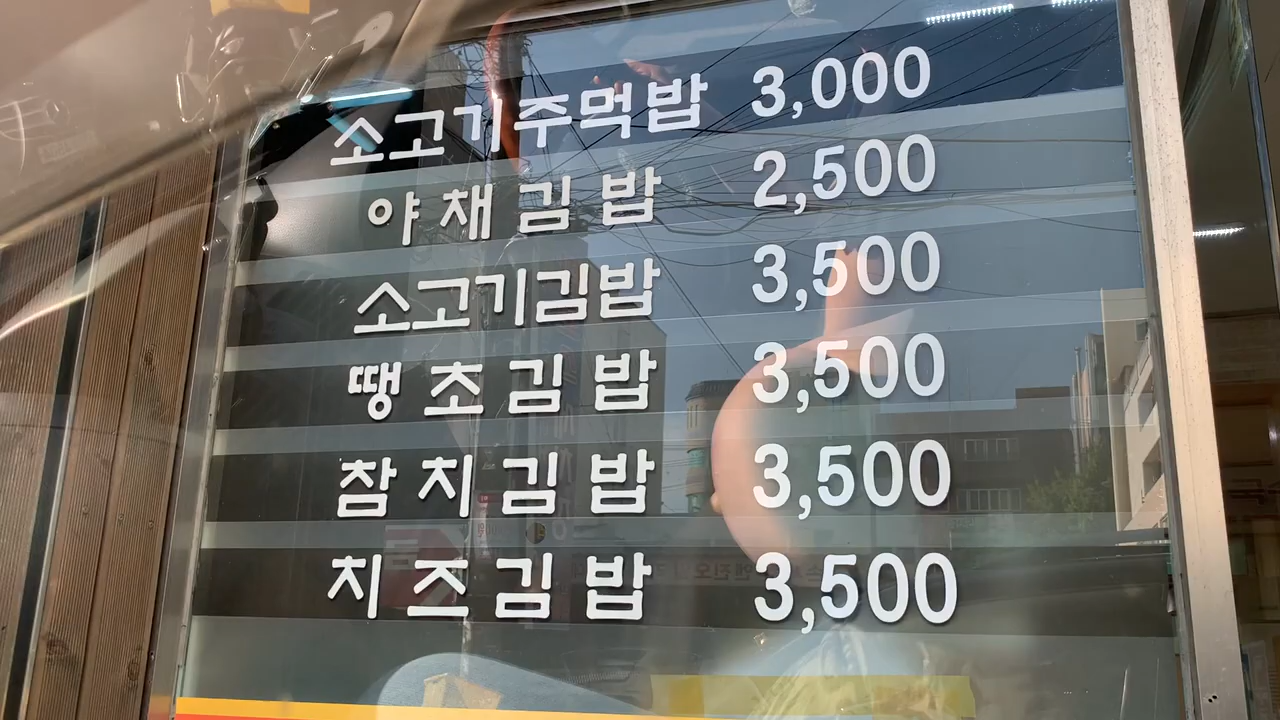 소고기주먹밥 3,000
야채김밥 2,500
소고기김밥 3,500
땡초김밥 3,500
참치김밥 3,500
치즈김밥 3,500